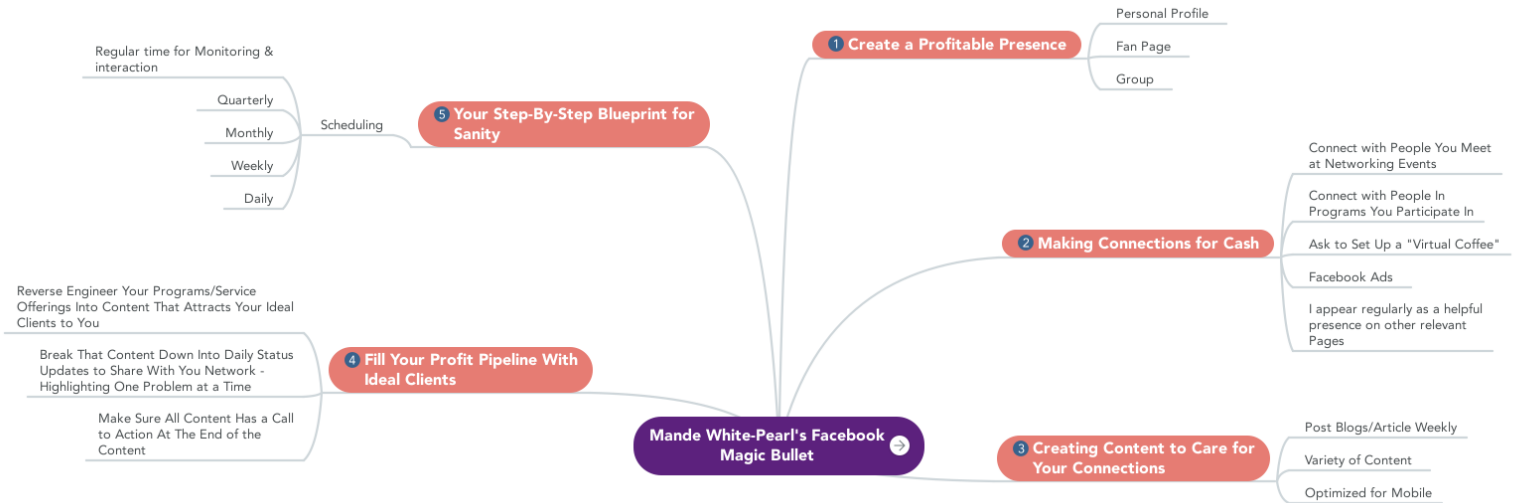 Mande White-Pearl's Facebook
Magic Bullet
1 Create a Profitable Presence
Personal Profile
Fan Page
Group
2 Making Connections for Cash
Connect with People You Meet
at Networking Events
Connect with People In
Programs You Participate In
Ask to Set Up a "Virtual Coffee"
Facebook Ads
I appear regularly as a helpful
presence on other relevant
Pages
3 Creating Content to Care for
Your Connections
Post Blogs/Article Weekly
Variety of Content
Optimized for Mobile
4 Fill Your Profit Pipeline With
Ideal Clients
Reverse Engineer Your Programs/Service
Offerings Into Content That Attracts Your Ideal
Clients to You
Break That Content Down Into Daily Status
Updates to Share With You Network -
Highlighting One Problem at a Time
Make Sure All Content Has a Call
to Action At The End of the
Content
5 Your Step-By-Step Blueprint for
Sanity
Scheduling
Regular time for Monitoring &
interaction
Quarterly
Monthly
Weekly
Daily